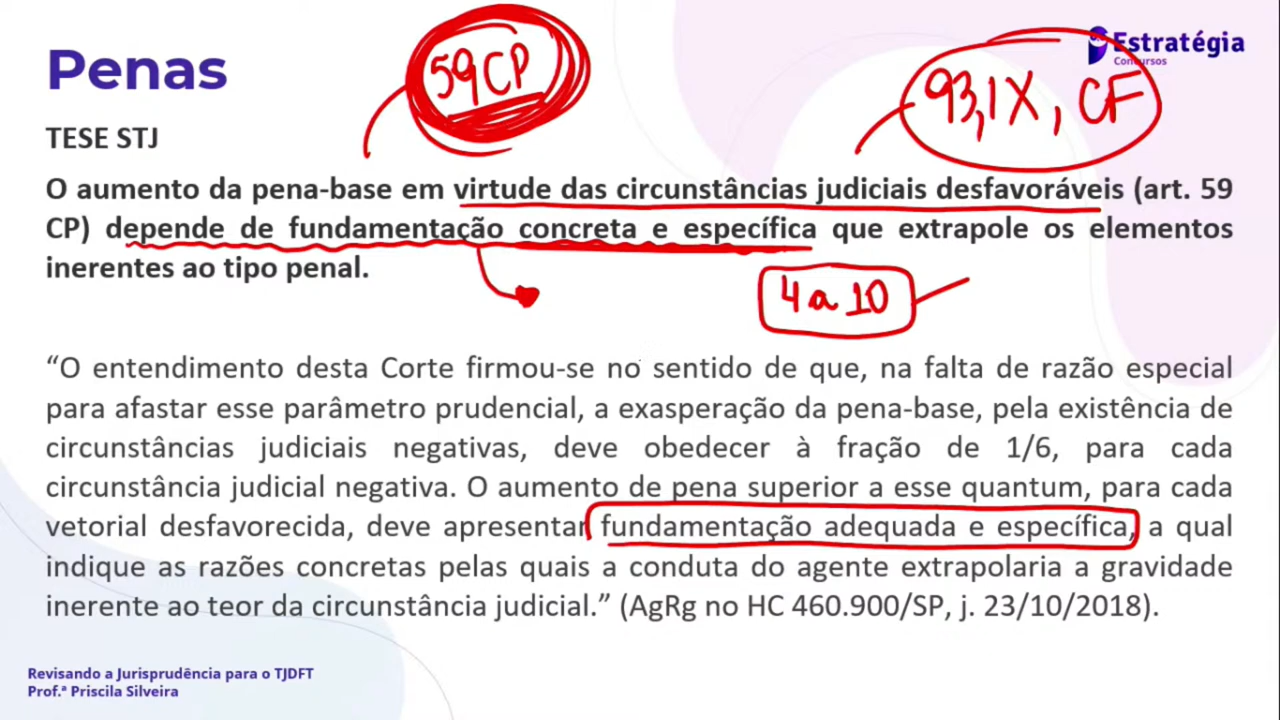 Penas
59 CP
93, IX, CF
Estratégia
Concursos
TESE STJ
O aumento da pena-base em virtude das circunstâncias judiciais desfavoráveis (art. 59
CP) depende de fundamentação concreta e específica que extrapole os elementos
inerentes ao tipo penal.
4 a 10
“O entendimento desta Corte firmou-se no sentido de que, na falta de razão especial
para afastar esse parâmetro prudencial, a exasperação da pena-base, pela existência de
circunstâncias judiciais negativas, deve obedecer à fração de 1/6, para cada
circunstância judicial negativa. O aumento de pena superior a esse quantum, para cada
vetorial desfavorecida, deve apresentar fundamentação adequada e específica, a qual
indique as razões concretas pelas quais a conduta do agente extrapolaria a gravidade
inerente ao teor da circunstância judicial.” (AgRg no HC 460.900/SP, j. 23/10/2018).
Revisando a Jurisprudência para o TJDFT
Prof.ª Priscila Silveira